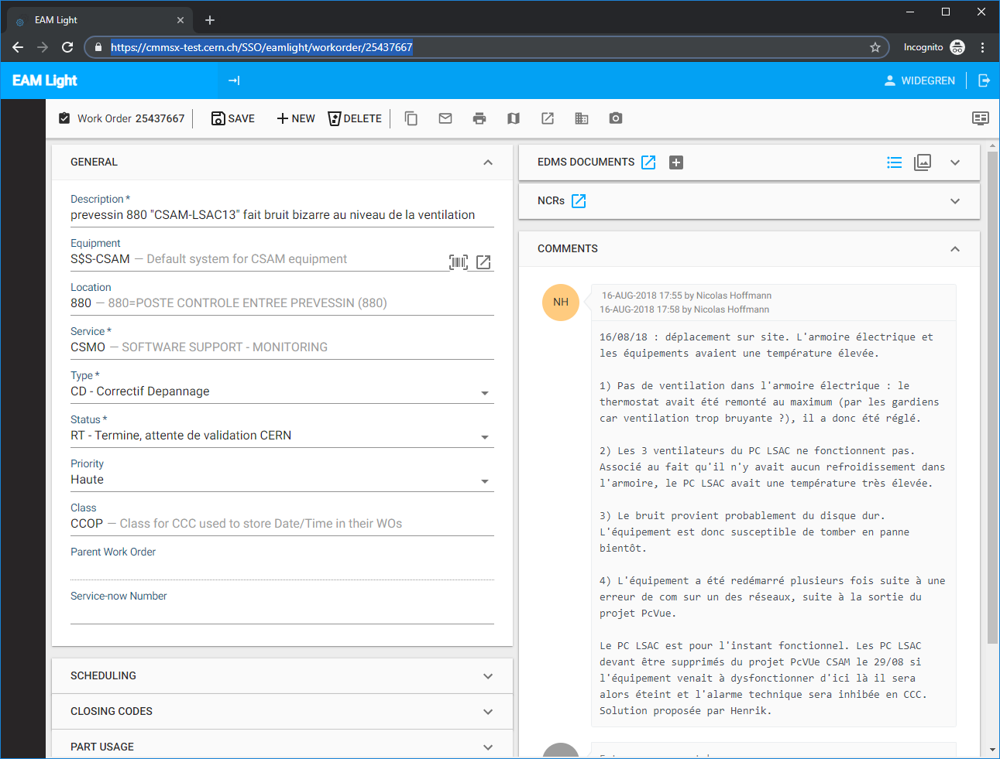 EAM Light
https://cmmsx-test.cern.ch/SSO/eamlight/workorder/25437667
Incognito
EAM Light
WIDEGREN
Work Order 25437667
SAVE
NEW
DELETE
GENERAL
Description *
prevessin 880 "CSAM-LSAC13" fait bruit bizarre au niveau de la ventilation
Equipment
S$S-CSAM — Default system for CSAM equipment
Location
880 — 880=POSTE CONTROLE ENTREE PREVESSIN (880)
Service *
CSMO — SOFTWARE SUPPORT - MONITORING
Type *
CD - Correctif Depannage
Status *
RT - Termine, attente de validation CERN
Priority
Haute
Class
CCOP — Class for CCC used to store Date/Time in their WOs
Parent Work Order
Service-now Number
SCHEDULING
CLOSING CODES
PART USAGE
EDMS DOCUMENTS
NCRs
COMMENTS
NH
16-AUG-2018 17:55 by Nicolas Hoffmann
16-AUG-2018 17:58 by Nicolas Hoffmann
16/08/18 : déplacement sur site. L'armoire électrique et
les équipements avaient une température élevée.
1) Pas de ventilation dans l'armoire électrique : le
thermostat avait été remonté au maximum (par les gardiens
car ventilation trop bruyante ?), il a donc été réglé.
2) Les 3 ventilateurs du PC LSAC ne fonctionnent pas.
Associé au fait qu'il n'y avait aucun refroidissement dans
l'armoire, le PC LSAC avait une température très élevée.
3) Le bruit provient probablement du disque dur.
L'équipement est donc susceptible de tomber en panne
bientôt.
4) L'équipement a été redémarré plusieurs fois suite à une
erreur de com sur un des réseaux, suite à la sortie du
projet PcVue.
Le PC LSAC est pour l'instant fonctionnel. Les PC LSAC
devant être supprimés du projet PcVUe CSAM le 29/08 si
l'équipement venait à dysfonctionner d'ici là il sera
alors éteint et l'alarme technique sera inhibée en CCC.
Solution proposée par Henrik.